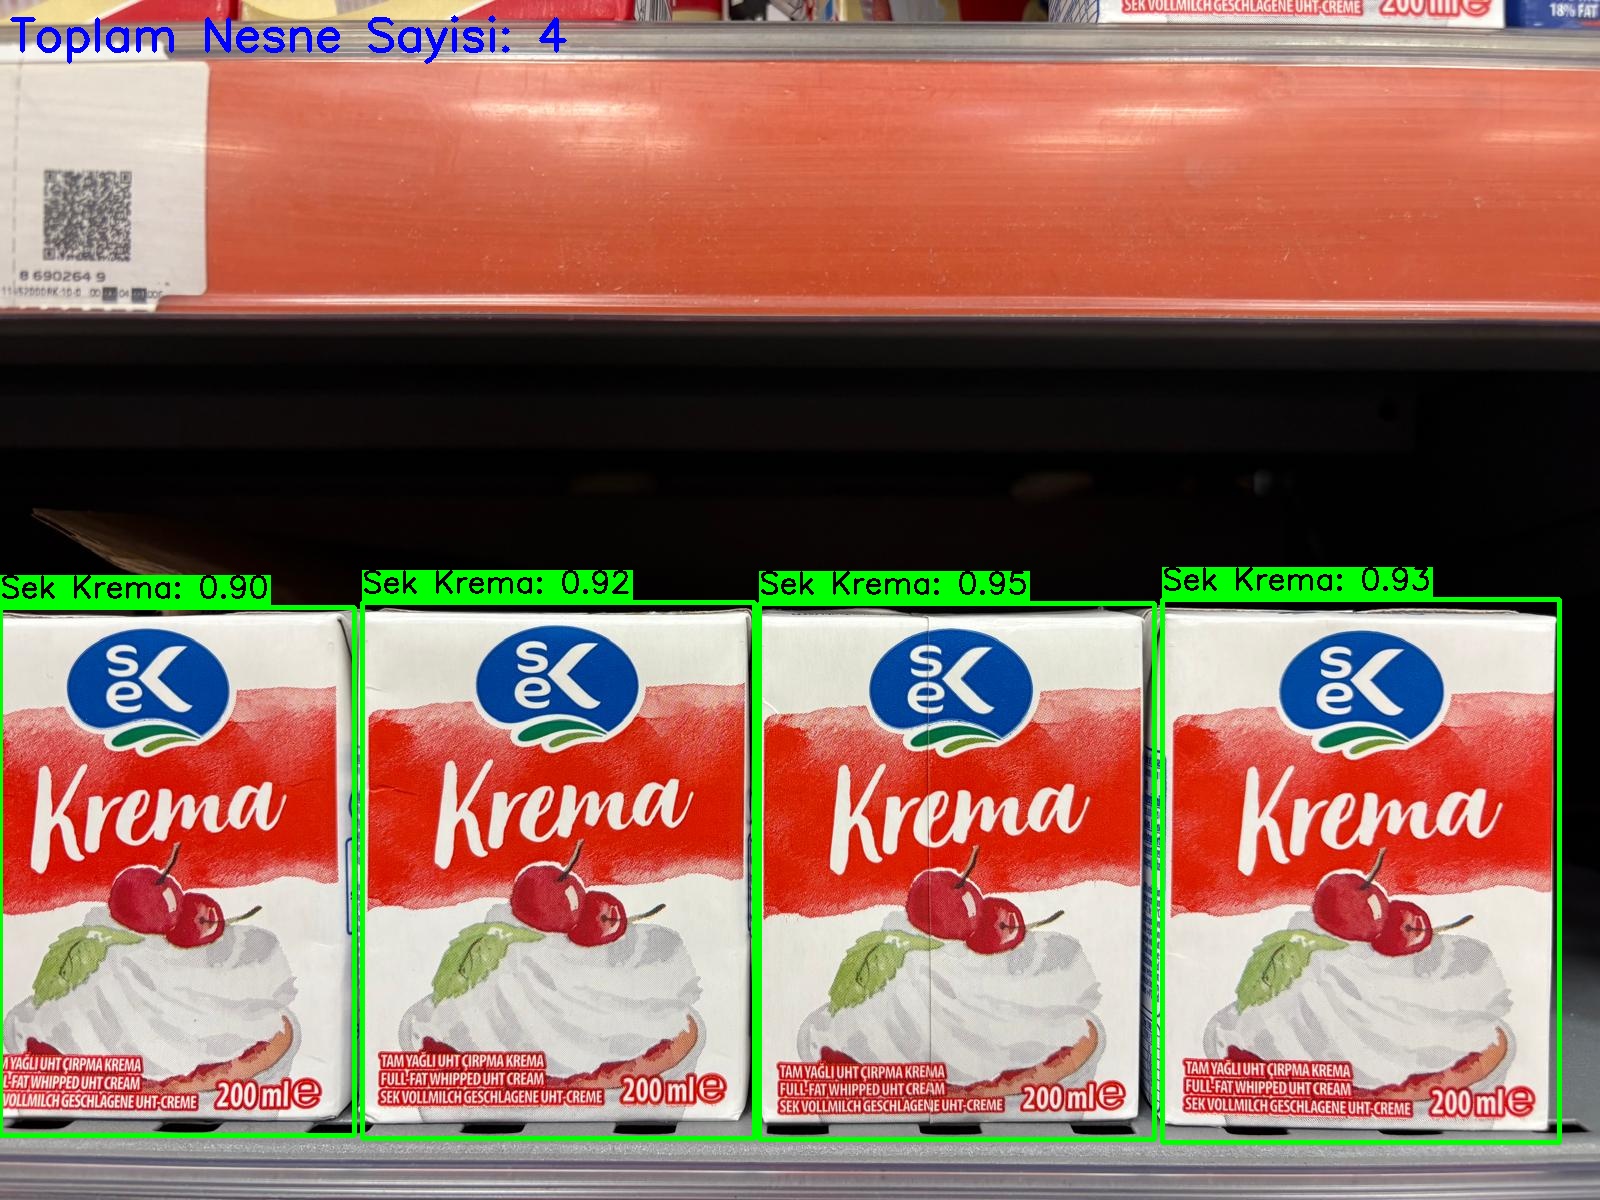 SEK VOLLMILCH GESCHLAGENE UHT-CREME 200 ml e
18% FAT
Toplam Nesne Sayisi: 4
8 690264 9
Sek Krema: 0.90
Sek Krema: 0.92
Sek Krema: 0.95
Sek Krema: 0.93
sek
Krema
YAĞLI UHT ÇIRPMA KREMA
FAT WHIPPED UHT CREAM
VOLLMILCH GESCHLAGENE UHT-CREME
200 ml e
sek
Krema
TAM YAĞLI UHT ÇIRPMA KREMA
FULL-FAT WHIPPED UHT CREAM
SEK VOLLMILCH GESCHLAGENE UHT-CREME
200 ml e
sek
Krema
TAM YAĞLI UHT ÇIRPMA KREMA
FULL-FAT WHIPPED UHT CREAM
SEK VOLLMILCH GESCHLAGENE UHT-CREME
200 ml e
sek
Krema
TAM YAĞLI UHT ÇIRPMA KREMA
FULL-FAT WHIPPED UHT CREAM
SEK VOLLMILCH GESCHLAGENE UHT-CREME
200 ml e